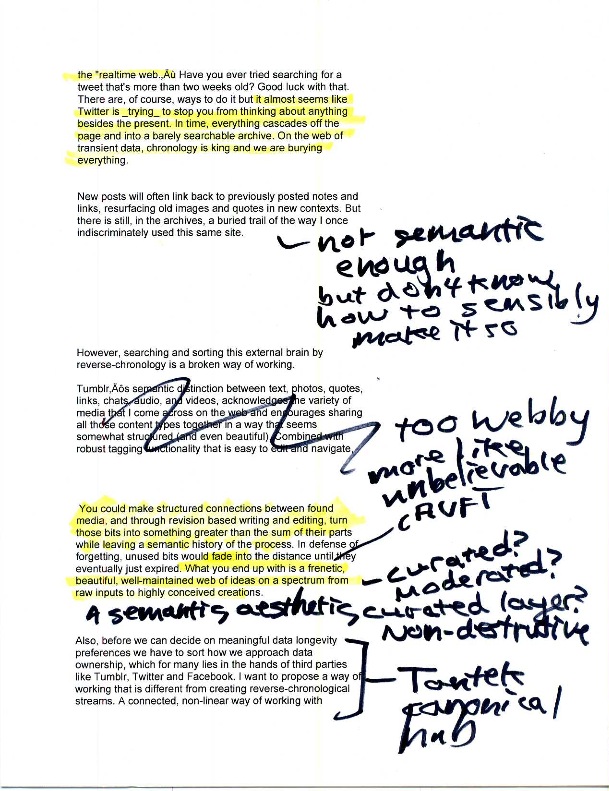 the "realtime web.‚Äù Have you ever tried searching for a
tweet that's more than two weeks old? Good luck with that.
There are, of course, ways to do it but it almost seems like
Twitter is _trying_ to stop you from thinking about anything
besides the present. In time, everything cascades off the
page and into a barely searchable archive. On the web of
transient data, chronology is king and we are burying
everything.
New posts will often link back to previously posted notes and
links, resurfacing old images and quotes in new contexts. But
there is still, in the archives, a buried trail of the way I once
indiscriminately used this same site.
not semantic
enough
but don4 know
how to sensibly
make it so
However, searching and sorting this external brain by
reverse-chronology is a broken way of working.
Tumblr‚Äôs semantic distinction between text, photos, quotes,
links, chats, audio, and videos, acknowledges the variety of
media that I come across on the web and encourages sharing
all those content types together in a way that seems
somewhat structured (and even beautiful). Combined with
robust tagging functionality that is easy to edit and navigate,
too webby
more like
unbelievable
CRUFT
You could make structured connections between found
media, and through revision based writing and editing, turn
those bits into something greater than the sum of their parts
while leaving a semantic history of the process. In defense of
forgetting, unused bits would fade into the distance until they
eventually just expired. What you end up with is a frenetic,
beautiful, well-maintained web of ideas on a spectrum from
raw inputs to highly conceived creations.
curated?
Moderated?
A semantic, aesthetic, curated layer?
Non-destrutive
Also, before we can decide on meaningful data longevity
preferences we have to sort how we approach data
ownership, which for many lies in the hands of third parties
like Tumblr, Twitter and Facebook. I want to propose a way of
working that is different from creating reverse-chronological
streams. A connected, non-linear way of working with
Tantek
canonical
hub